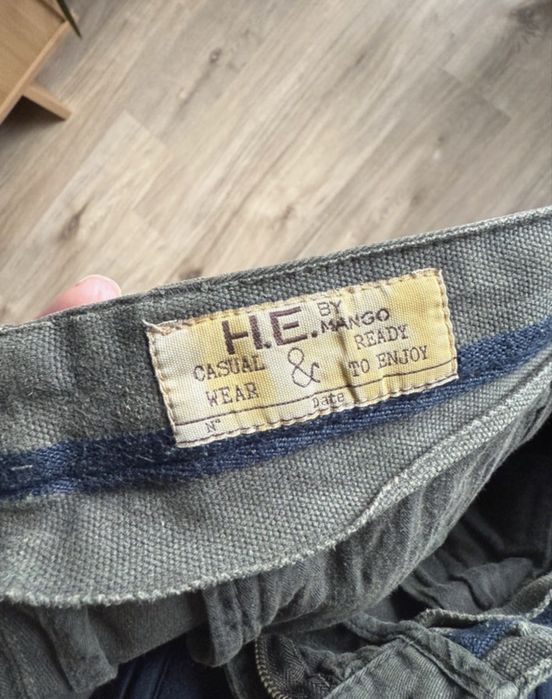 H.E. BY MANGO
CASUAL WEAR & READY TO ENJOY
N° Date